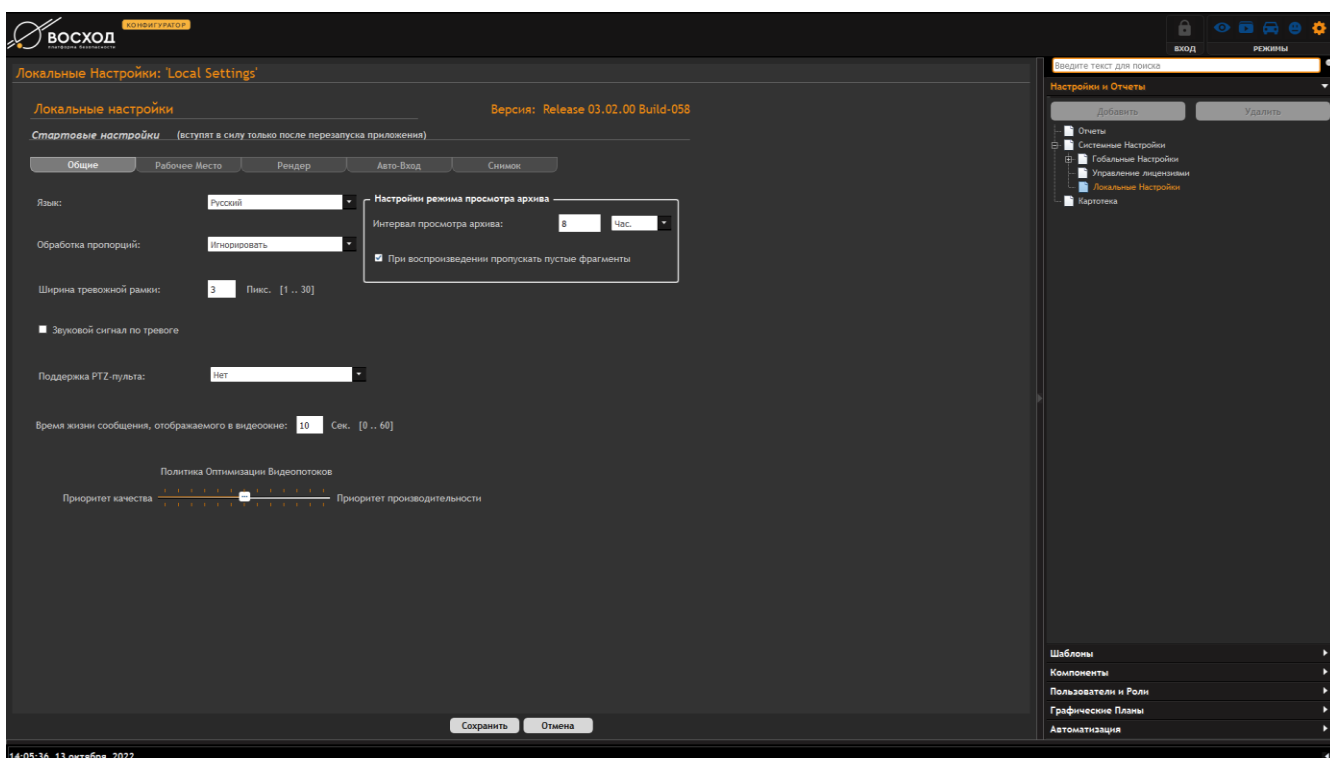 ВОСХОД
платформа безопасности
КОНФИГУРАТОР
ВХОД
РЕЖИМЫ
Локальные Настройки: 'Local Settings'
Локальные настройки
Версия: Release 03.02.00 Build-058
Стартовые настройки (вступят в силу только после перезапуска приложения)
Общие Рабочее Место Рендер Авто-Вход Снимок
Язык: Русский
Настройки режима просмотра архива
Интервал просмотра архива: 8 Час.
Обработка пропорций: Игнорировать
При воспроизведении пропускать пустые фрагменты
Ширина тревожной рамки: 3 Пикс. [1 .. 30]
Звуковой сигнал по тревоге
Поддержка PTZ-пульта: Нет
Время жизни сообщения, отображаемого в видеоокне: 10 Сек. [0 .. 60]
Политика Оптимизации Видеопотоков
Приоритет качества Приоритет производительности
Сохранить Отмена
Введите текст для поиска
Настройки и Отчеты
Добавить Удалить
Отчеты
Системные Настройки
Гобальные Настройки
Управление лицензиями
Локальные Настройки
Картотека
Шаблоны
Компоненты
Пользователи и Роли
Графические Планы
Автоматизация
14:05:36 13 октября, 2022